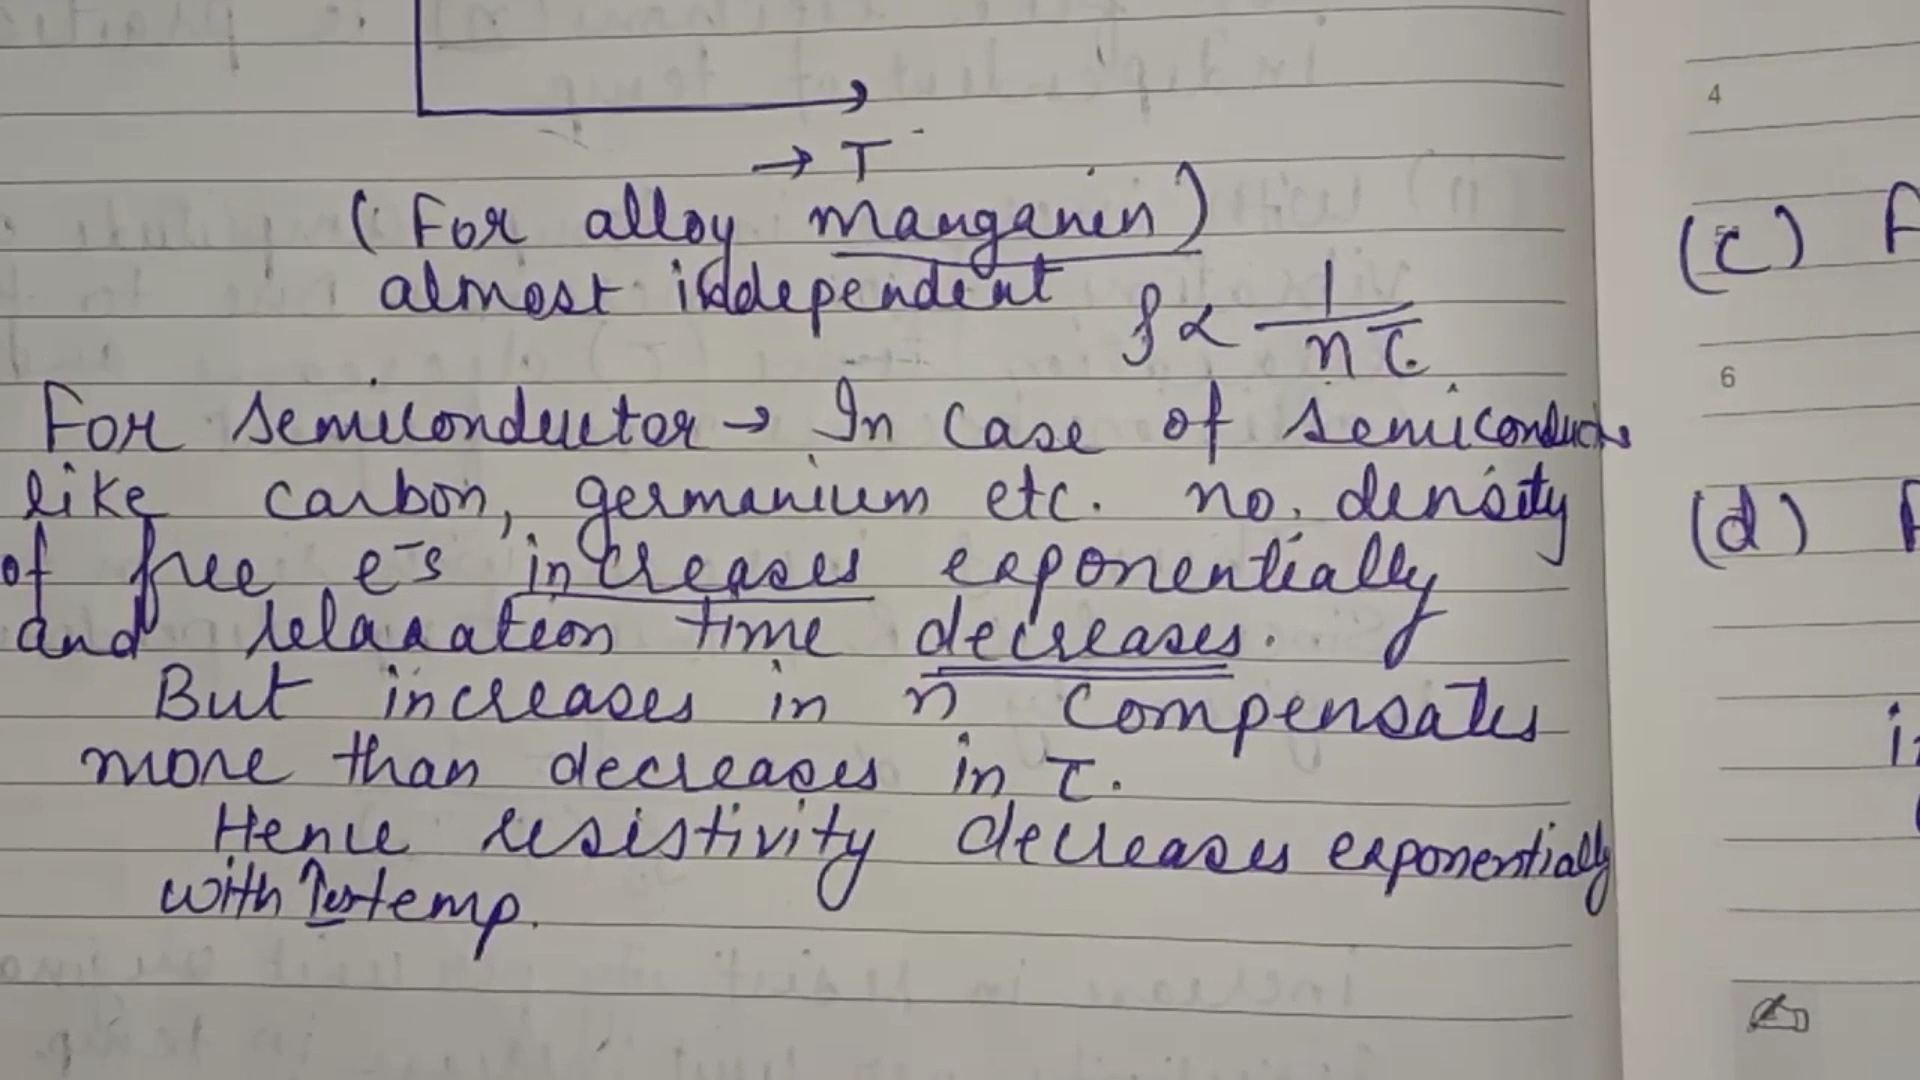 → T
(For alloy manganin)
almost independent
ρ ∝ 1/nτ
For semiconductor → In case of semiconductor
like carbon, germanium etc. no. density
of free e⁻s increases exponentially
and relaxation time decreases.
But increases in n compensates
more than decreases in τ.
Hence resistivity decreases exponentially
with ↑es temp.
4
(c)
6
(d)